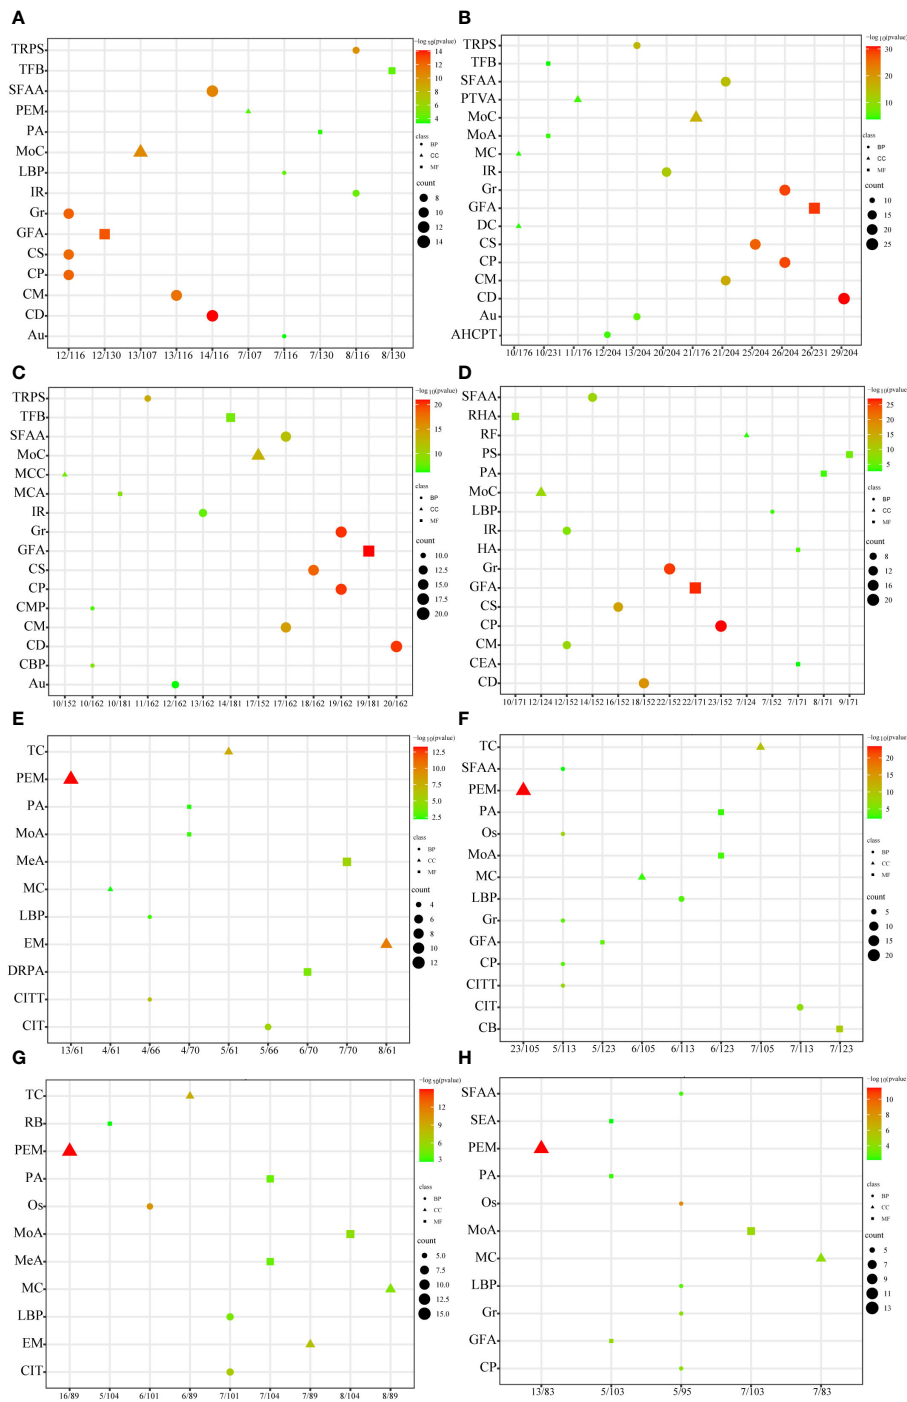 A
TRPS
TFB
SFAA
PEM
PA
MoC
LBP
IR
Gr
GFA
CS
CP
CM
CD
Au
12/116 12/130 13/107 13/116 14/116 7/107 7/116 7/130 8/116 8/130
−log10(pvalue)
14
12
10
8
6
4
class
BP
CC
MF
count
8
10
12
14
B
TRPS
TFB
SFAA
PTVA
MoC
MoA
MC
IR
Gr
GFA
DC
CS
CP
CM
CD
Au
AHCPT
10/176 10/231 11/176 12/204 13/204 20/204 21/176 21/204 25/204 26/204 26/231 29/204
−log10(pvalue)
30
20
10
class
BP
CC
MF
count
10
15
20
25
C
TRPS
TFB
SFAA
MoC
MCC
MCA
IR
Gr
GFA
CS
CP
CMP
CM
CD
CBP
Au
10/152 10/162 10/181 11/162 12/162 13/162 14/181 17/152 17/162 18/162 19/162 19/181 20/162
−log10(pvalue)
20
15
10
class
BP
CC
MF
count
10.0
12.5
15.0
17.5
20.0
D
SFAA
RHA
RF
PS
PA
MoC
LBP
IR
HA
Gr
GFA
CS
CP
CM
CEA
CD
10/171 12/124 12/152 14/152 16/152 18/152 22/152 22/171 23/152 7/124 7/152 7/171 8/171 9/171
−log10(pvalue)
25
20
15
10
5
class
BP
CC
MF
count
8
12
16
20
E
TC
PEM
PA
MoA
MeA
MC
LBP
EM
DRPA
CITT
CIT
13/61 4/61 4/66 4/70 5/61 5/66 6/70 7/70 8/61
−log10(pvalue)
12.5
10.0
7.5
5.0
2.5
class
BP
CC
MF
count
4
6
8
10
12
F
TC
SFAA
PEM
PA
Os
MoA
MC
LBP
Gr
GFA
CP
CITT
CIT
CB
23/105 5/113 5/123 6/105 6/113 6/123 7/105 7/113 7/123
−log10(pvalue)
20
15
10
5
class
BP
CC
MF
count
5
10
15
20
G
TC
RB
PEM
PA
Os
MoA
MeA
MC
LBP
EM
CIT
16/89 5/104 6/101 6/89 7/101 7/104 7/89 8/104 8/89
−log10(pvalue)
12
9
6
3
class
BP
CC
MF
count
5.0
7.5
10.0
12.5
15.0
H
SFAA
SEA
PEM
PA
Os
MoA
MC
LBP
Gr
GFA
CP
13/83 5/103 5/95 7/103 7/83
−log10(pvalue)
10
8
6
4
class
BP
CC
MF
count
5
7
9
11
13